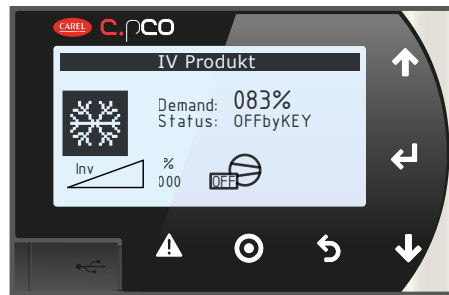 CAREL c.pCO
IV Produkt
Demand: 083%
Status: OFFbyKEY
Inv
%
000
OFF